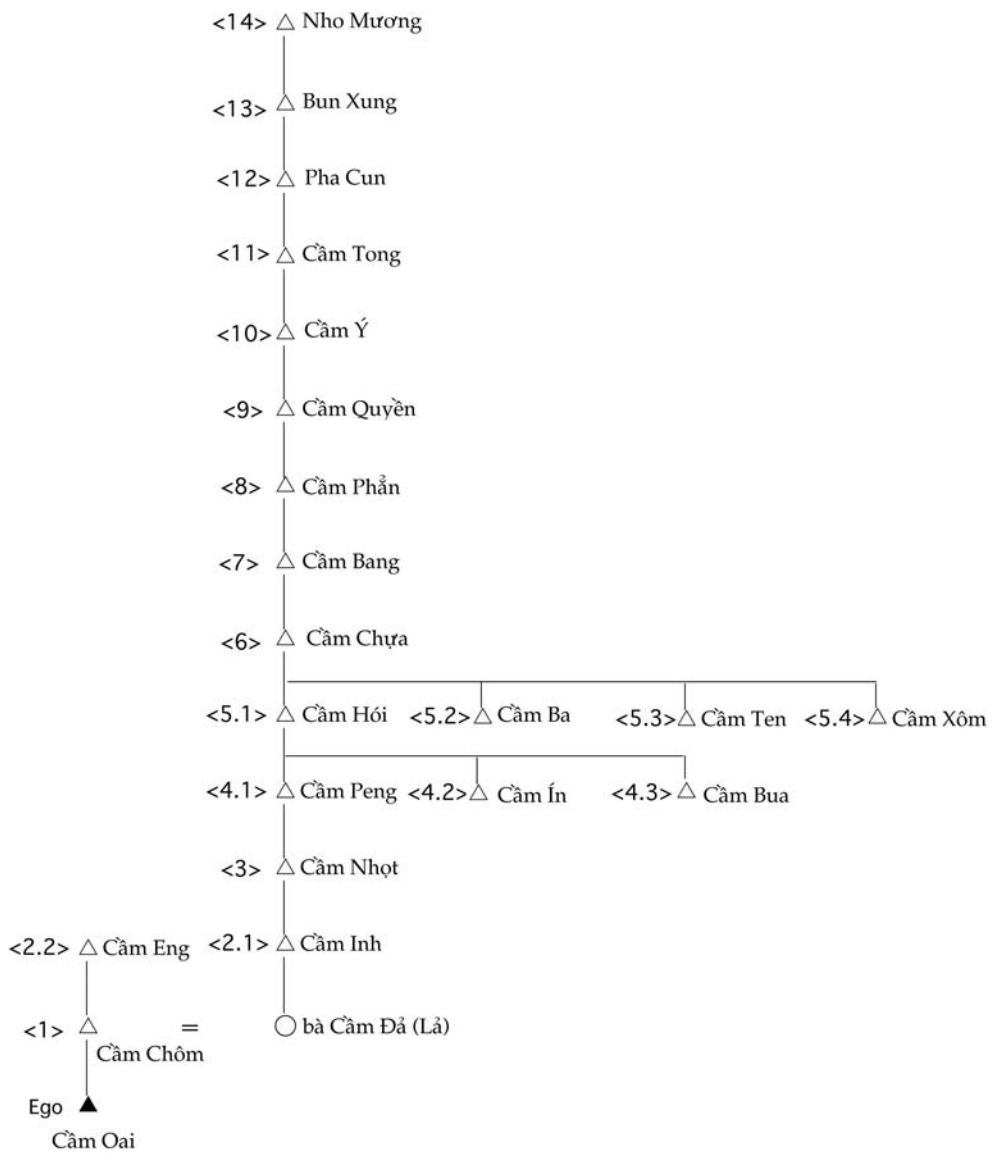 <14> Nho Mương
<13> Bun Xung
<12> Pha Cun
<11> Cầm Tong
<10> Cầm Ý
<9> Cầm Quyền
<8> Cầm Phẳn
<7> Cầm Bang
<6> Cầm Chựa
<5.1> Cầm Hói <5.2> Cầm Ba <5.3> Cầm Ten <5.4> Cầm Xôm
<4.1> Cầm Peng <4.2> Cầm Ín <4.3> Cầm Bua
<3> Cầm Nhọt
<2.2> Cầm Eng <2.1> Cầm Inh
<1> = bà Cầm Đả (Lả)
Cầm Chôm
Ego
Cầm Oai